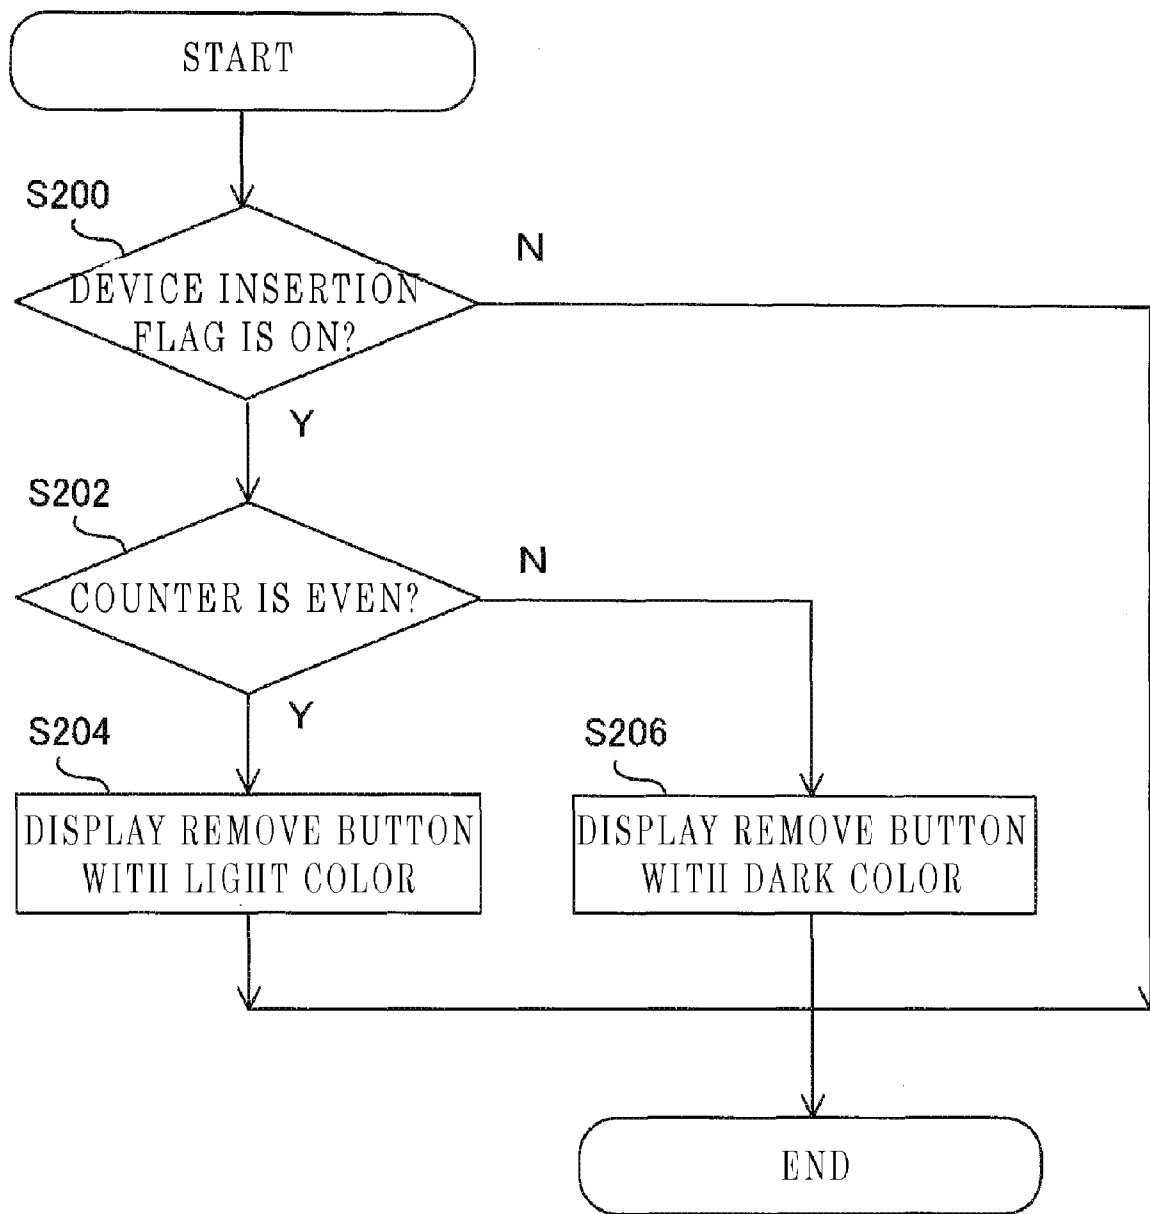 START
S200
N
DEVICE INSERTION
FLAG IS ON?
Y
S202
N
COUNTER IS EVEN?
Y
S204
S206
DISPLAY REMOVE BUTTON
WITH LIGHT COLOR
DISPLAY REMOVE BUTTON
WITH DARK COLOR
END